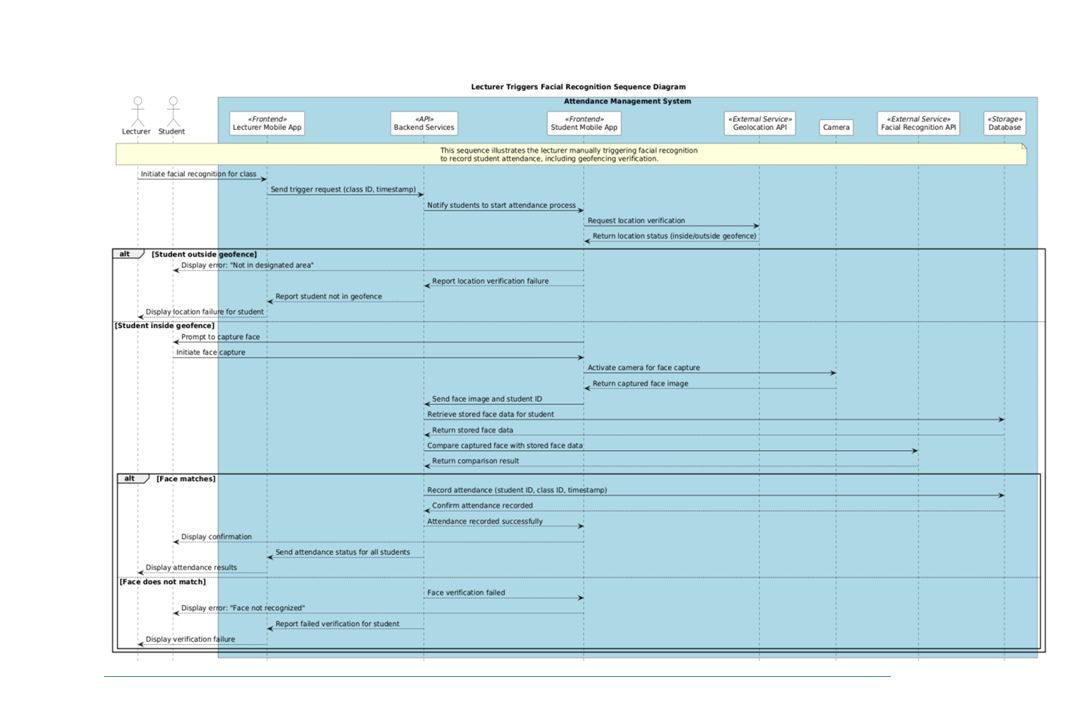 Lecturer Triggers Facial Recognition Sequence Diagram
Attendance Management System
Lecturer
Student
«Frontend»
Lecturer Mobile App
«API»
Backend Services
«Frontend»
Student Mobile App
«External Service»
Geolocation API
Camera
«External Service»
Facial Recognition API
«Storage»
Database
This sequence illustrates the lecturer manually triggering facial recognition
to record student attendance, including geofencing verification.
Initiate facial recognition for class
Send trigger request (class ID, timestamp)
Notify students to start attendance process
Request location verification
Return location status (inside/outside geofence)
alt
[Student outside geofence]
Display error: "Not in designated area"
Report location verification failure
Report student not in geofence
Display location failure for student
[Student inside geofence]
Prompt to capture face
Initiate face capture
Activate camera for face capture
Return captured face image
Send face image and student ID
Retrieve stored face data for student
Return stored face data
Compare captured face with stored face data
Return comparison result
alt
[Face matches]
Record attendance (student ID, class ID, timestamp)
Confirm attendance recorded
Attendance recorded successfully
Display confirmation
Send attendance status for all students
Display attendance results
[Face does not match]
Face verification failed
Display error: "Face not recognized"
Report failed verification for student
Display verification failure